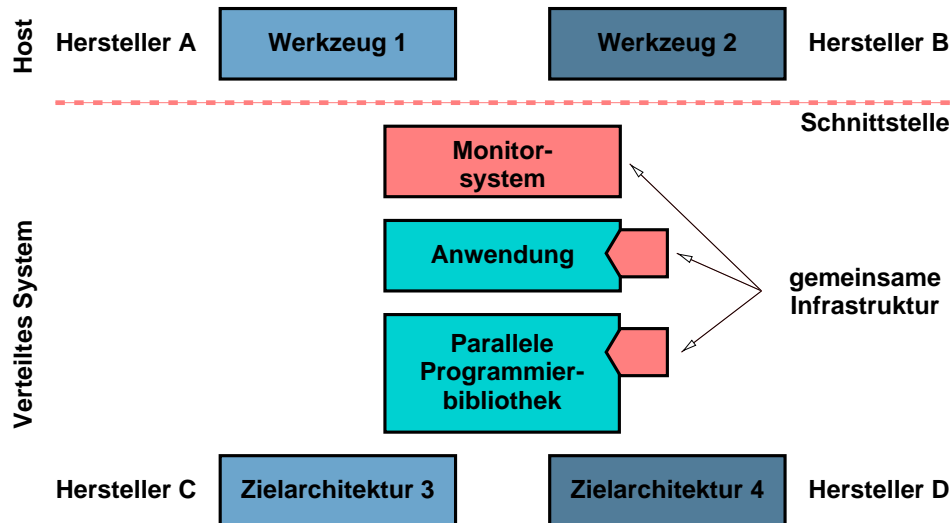 Host
Hersteller A
Werkzeug 1
Werkzeug 2
Hersteller B
Schnittstelle
Verteiltes System
Monitor-
system
Anwendung
gemeinsame
Infrastruktur
Parallele
Programmier-
bibliothek
Hersteller C
Zielarchitektur 3
Zielarchitektur 4
Hersteller D